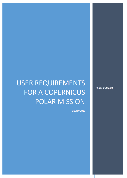 USER REQUIREMENTS
FOR A COPERNICUS
POLAR MISSION